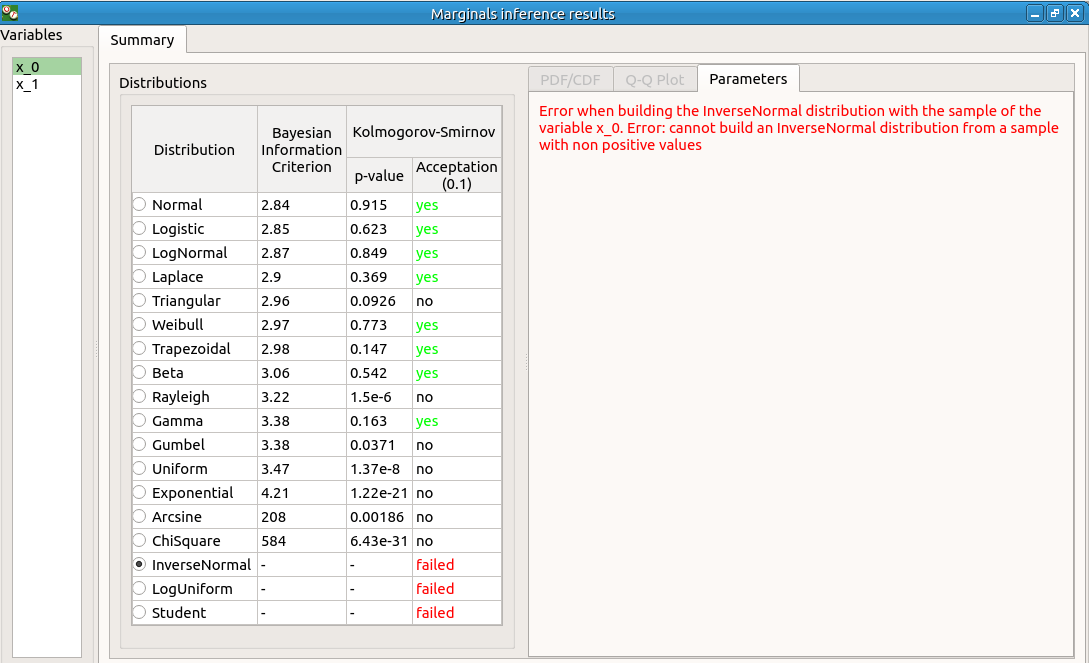 Marginals inference results
Variables
x_0
x_1
Summary
Distributions
Distribution
Bayesian
Information
Criterion
Kolmogorov-Smirnov
p-value
Acceptation
(0.1)
Normal 2.84 0.915 yes
Logistic 2.85 0.623 yes
LogNormal 2.87 0.849 yes
Laplace 2.9 0.369 yes
Triangular 2.96 0.0926 no
Weibull 2.97 0.773 yes
Trapezoidal 2.98 0.147 yes
Beta 3.06 0.542 yes
Rayleigh 3.22 1.5e-6 no
Gamma 3.38 0.163 yes
Gumbel 3.38 0.0371 no
Uniform 3.47 1.37e-8 no
Exponential 4.21 1.22e-21 no
Arcsine 208 0.00186 no
ChiSquare 584 6.43e-31 no
InverseNormal - - failed
LogUniform - - failed
Student - - failed
PDF/CDF Q-Q Plot Parameters
Error when building the InverseNormal distribution with the sample of the
variable x_0. Error: cannot build an InverseNormal distribution from a sample
with non positive values